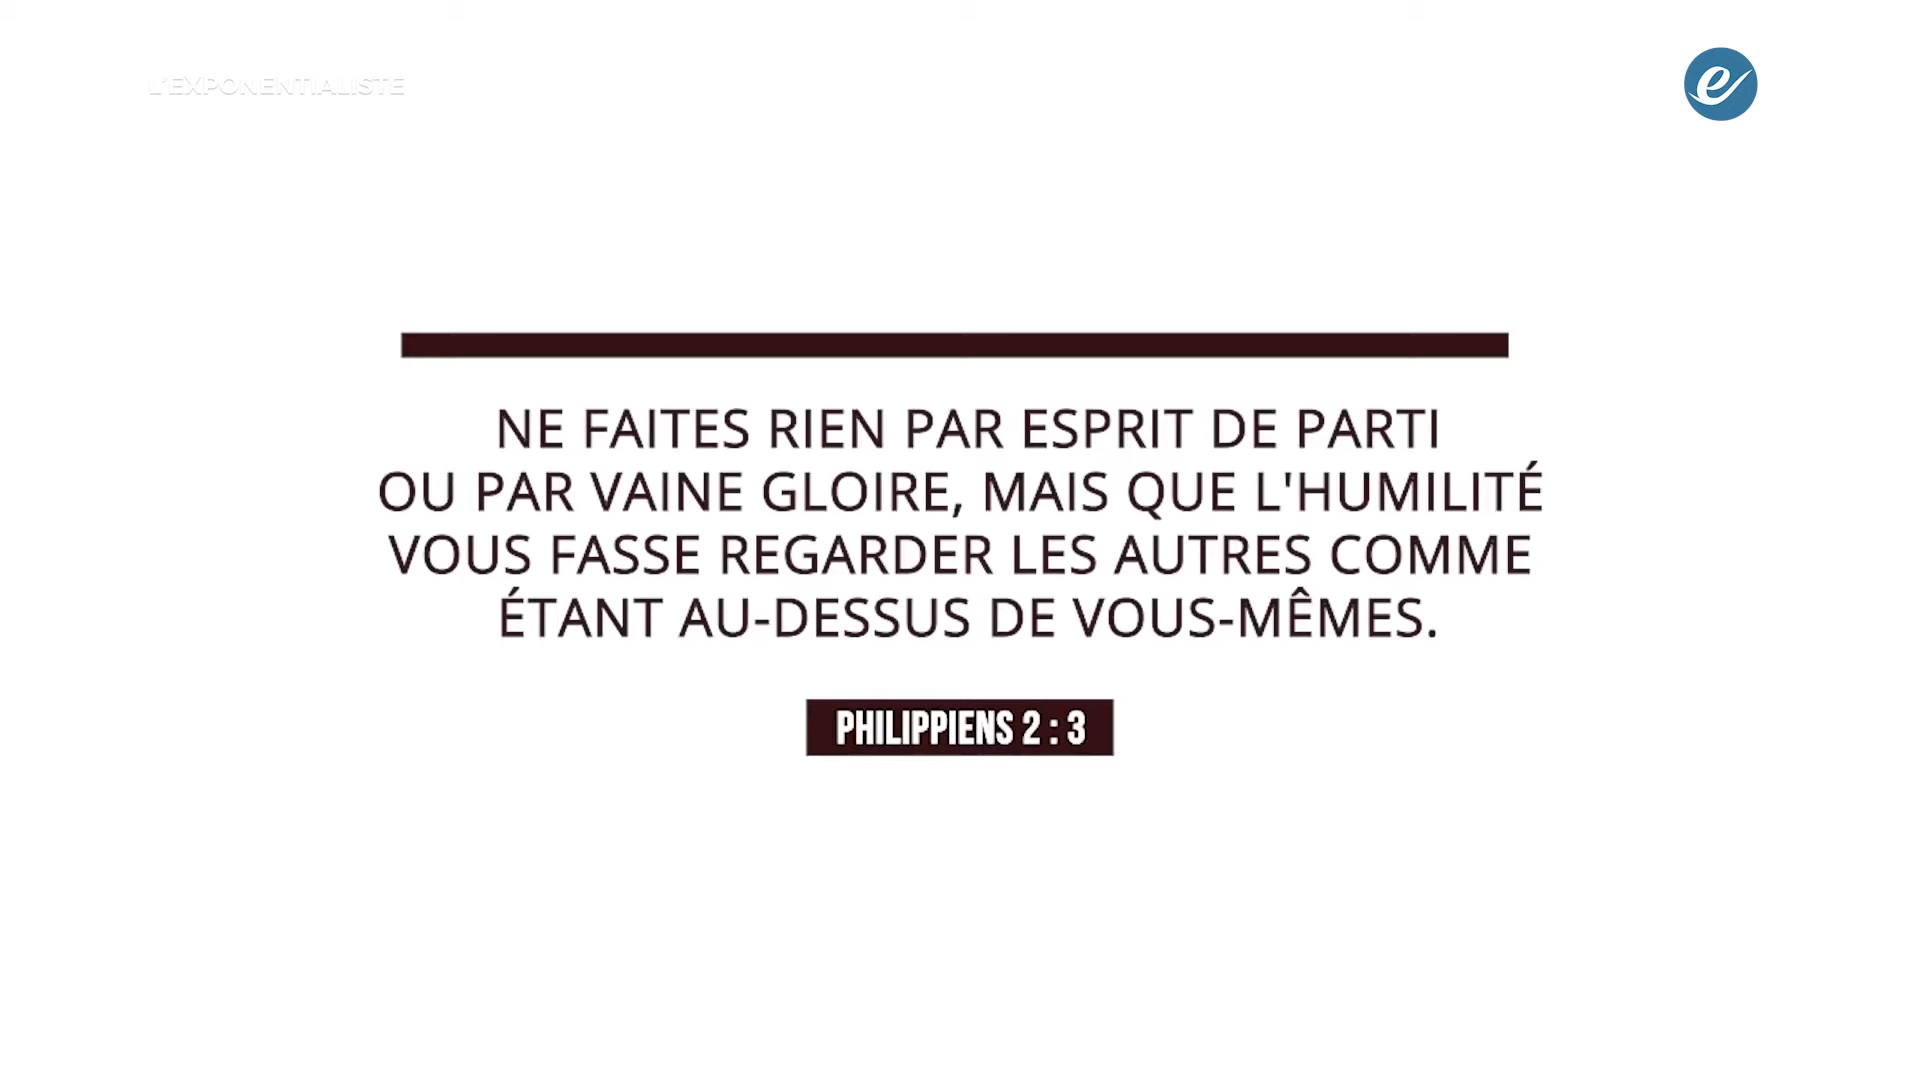 L'EXPONENTIALISTE
e
NE FAITES RIEN PAR ESPRIT DE PARTI
OU PAR VAINE GLOIRE, MAIS QUE L'HUMILITÉ
VOUS FASSE REGARDER LES AUTRES COMME
ÉTANT AU-DESSUS DE VOUS-MÊMES.
PHILIPPIENS 2 : 3